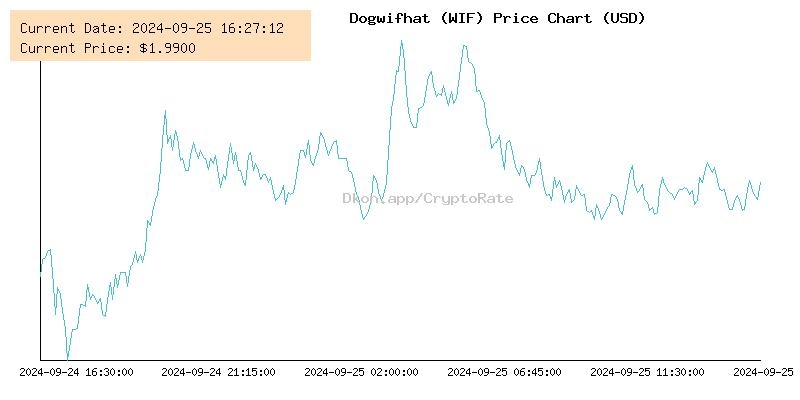 Dogwifhat (WIF) Price Chart (USD)
Current Date: 2024-09-25 16:27:12
Current Price: $1.9900
Dkon.app/CryptoRate
2024-09-24 16:30:00 2024-09-24 21:15:00 2024-09-25 02:00:00 2024-09-25 06:45:00 2024-09-25 11:30:00 2024-09-25